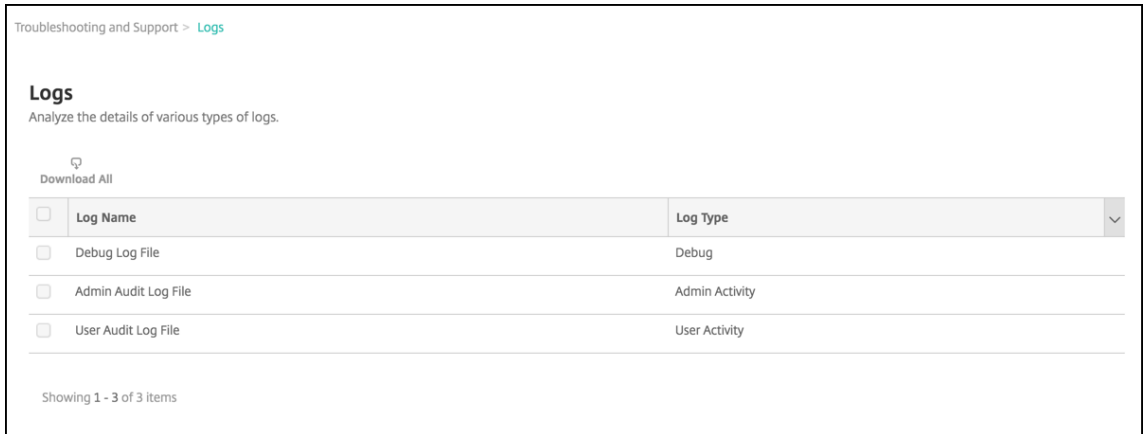 Troubleshooting and Support > Logs
Logs
Analyze the details of various types of logs.
Download All
Log Name Log Type
Debug Log File Debug
Admin Audit Log File Admin Activity
User Audit Log File User Activity
Showing 1 - 3 of 3 items